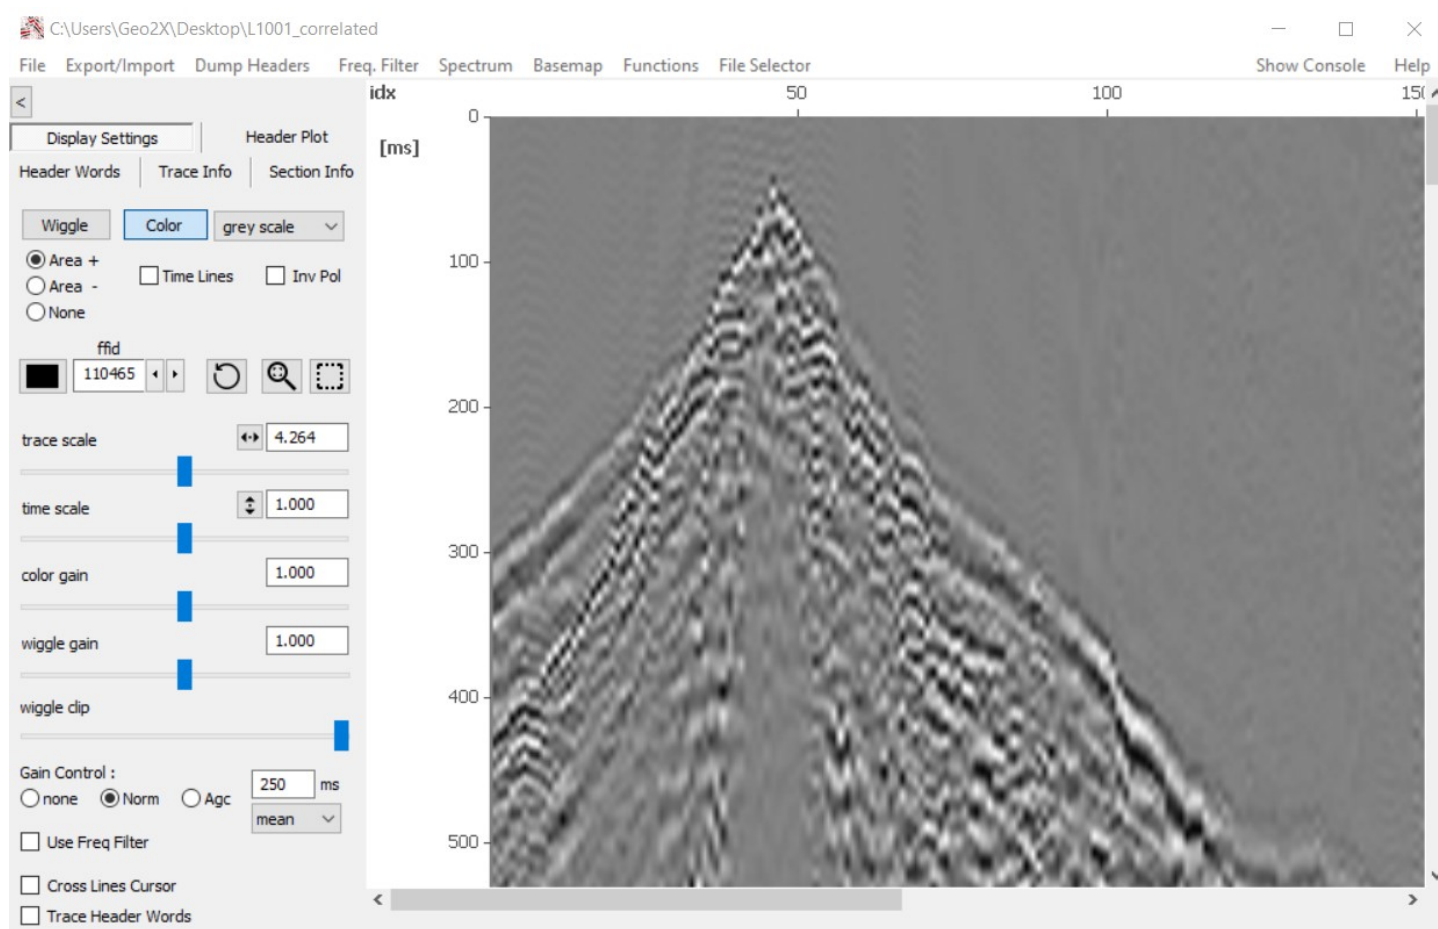 C:\Users\Geo2X\Desktop\L1001_correlated
File Export/Import Dump Headers Freq. Filter Spectrum Basemap Functions File Selector Show Console Help
<
Display Settings Header Plot
Header Words Trace Info Section Info
Wiggle Color grey scale
Area +
Area -
None
Time Lines Inv Pol
ffid
110465
trace scale 4.264
time scale 1.000
color gain 1.000
wiggle gain 1.000
wiggle clip
Gain Control :
none Norm Agc
250 ms
mean
Use Freq Filter
Cross Lines Cursor
Trace Header Words
idx 50 100
[ms]
0
100
200
300
400
500